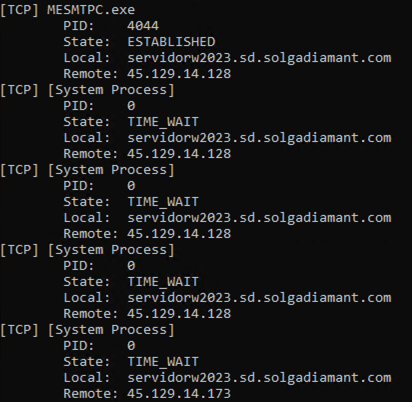 [TCP] MESMTPC.exe
PID: 4044
State: ESTABLISHED
Local: servidorw2023.sd.solgadiamant.com
Remote: 45.129.14.128
[TCP] [System Process]
PID: 0
State: TIME_WAIT
Local: servidorw2023.sd.solgadiamant.com
Remote: 45.129.14.128
[TCP] [System Process]
PID: 0
State: TIME_WAIT
Local: servidorw2023.sd.solgadiamant.com
Remote: 45.129.14.128
[TCP] [System Process]
PID: 0
State: TIME_WAIT
Local: servidorw2023.sd.solgadiamant.com
Remote: 45.129.14.128
[TCP] [System Process]
PID: 0
State: TIME_WAIT
Local: servidorw2023.sd.solgadiamant.com
Remote: 45.129.14.173